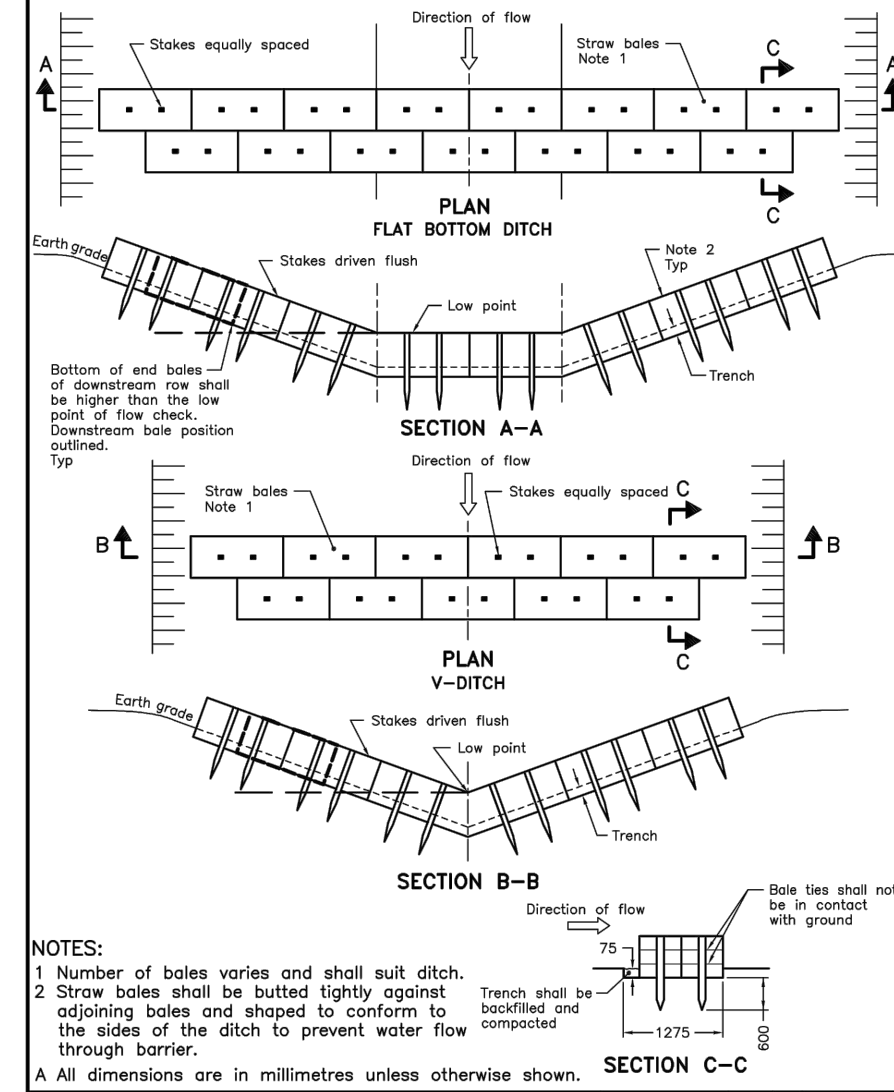 Direction of flow
Stakes equally spaced
Straw bales
Note 1
C
A
A
C
PLAN
FLAT BOTTOM DITCH
Earth grade
Stakes driven flush
Note 2
Typ
Low point
Trench
Bottom of end bales
of downstream row shall
be higher than the low
point of flow check.
Downstream bale position
outlined.
Typ
SECTION A–A
Direction of flow
Straw bales
Note 1
Stakes equally spaced
C
B
B
C
PLAN
V–DITCH
Earth grade
Stakes driven flush
Low point
Trench
SECTION B–B
Direction of flow
Bale ties shall not
be in contact
with ground
75
Trench shall be
backfilled and
compacted
1275
600
SECTION C–C
NOTES:
1 Number of bales varies and shall suit ditch.
2 Straw bales shall be butted tightly against
adjoining bales and shaped to conform to
the sides of the ditch to prevent water flow
through barrier.
A All dimensions are in millimetres unless otherwise shown.